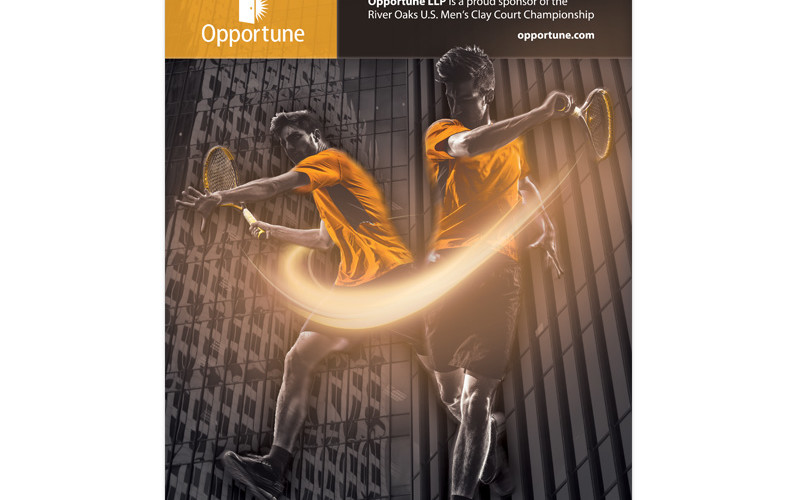 Opportune
Opportune LLP is a proud sponsor of the
River Oaks U.S. Men's Clay Court Championship
opportune.com